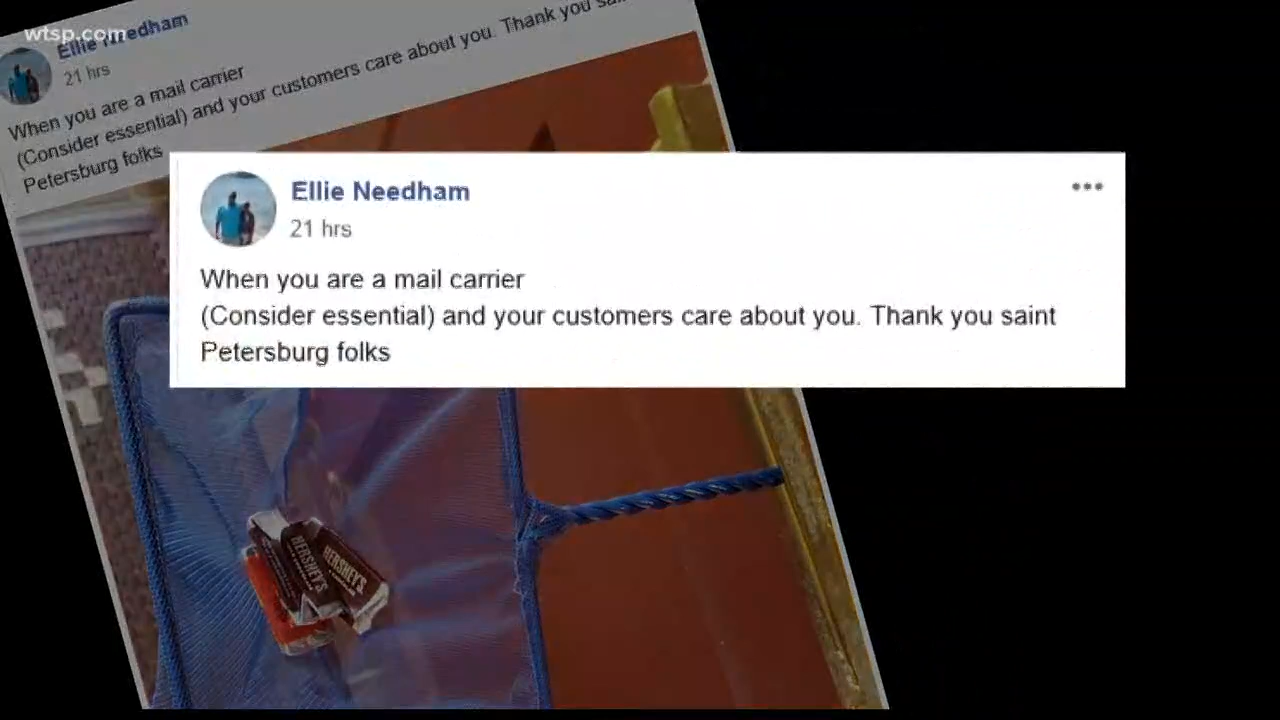 wtsp.com
Ellie Needham
21 hrs
When you are a mail carrier
(Consider essential) and your customers care about you. Thank you
Petersburg folks
Ellie Needham
21 hrs
When you are a mail carrier
(Consider essential) and your customers care about you. Thank you saint
Petersburg folks
HERSHEY'S
HERSHEY'S